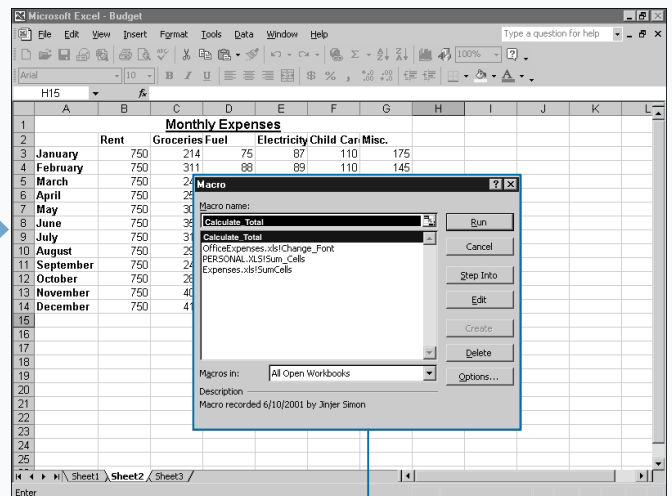 Microsoft Excel - Budget
File Edit View Insert Format Tools Data Window Help Type a question for help
100%
Arial 10 B I U $ % ,
H15 fx
A B C D E F G H I J K L
1 Monthly Expenses
2 Rent Groceries Fuel Electricity Child Car Misc.
3 January 750 214 75 87 110 175
4 February 750 311 88 89 110 145
5 March 750
6 April 750
7 May 750
8 June 750
9 July 750
10 August 750
11 September 750
12 October 750
13 November 750
14 December 750
15
16
17
18
19
20
21
22
23
24
25
Macro
Macro name:
Calculate_Total
Calculate_Total
OfficeExpenses.xls!Change_Font
PERSONAL.XLS!Sum_Cells
Expenses.xls!SumCells
Run
Cancel
Step Into
Edit
Create
Delete
Options...
Macros in: All Open Workbooks
Description
Macro recorded 6/10/2001 by Jinjer Simon
Sheet1 Sheet2 Sheet3
Enter